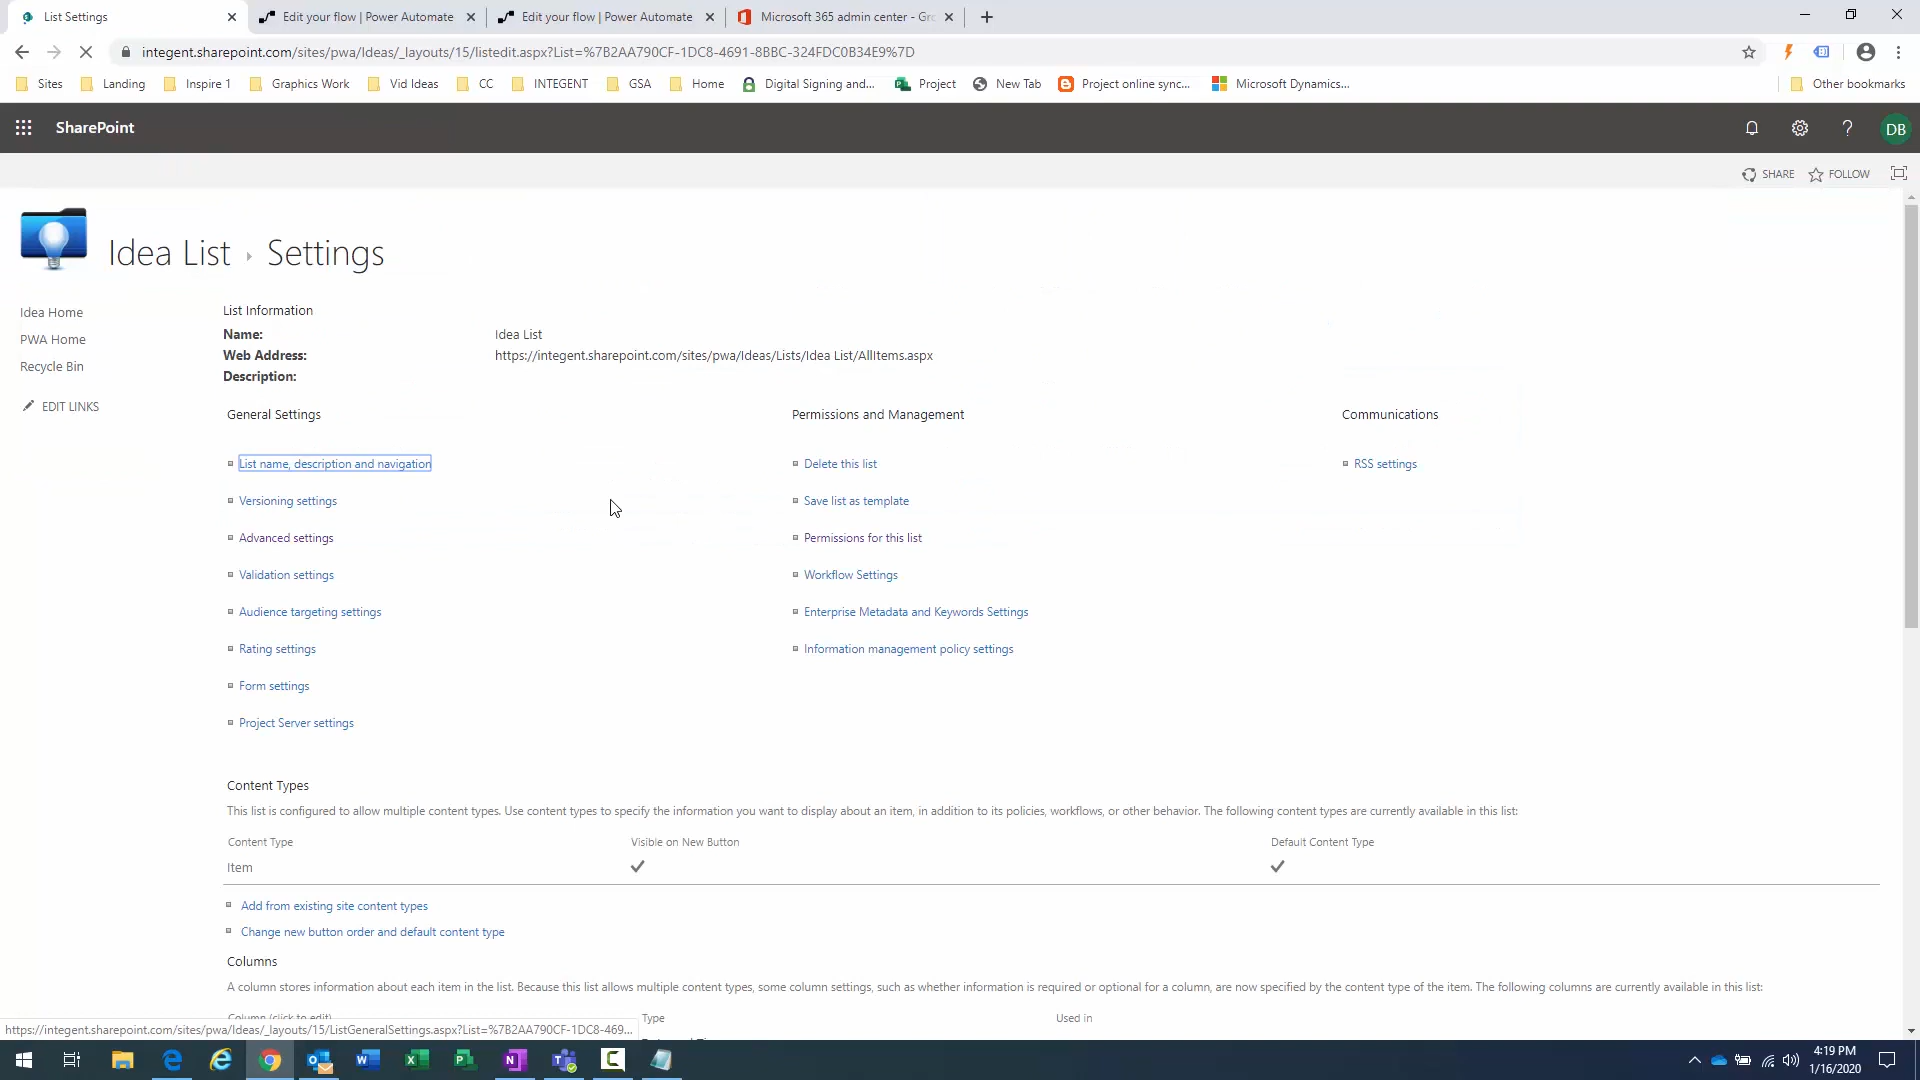 List Settings
Edit your flow | Power Automate
Edit your flow | Power Automate
Microsoft 365 admin center - Gro
integent.sharepoint.com/sites/pwa/Ideas/_layouts/15/listedit.aspx?List=%7B2AA790CF-1DC8-4691-8BBC-324FDC0B34E9%7D
Sites Landing Inspire 1 Graphics Work Vid Ideas CC INTEGENT GSA Home Digital Signing and... Project New Tab Project online sync... Microsoft Dynamics... Other bookmarks
SharePoint
? DB
SHARE FOLLOW
Idea List ▸ Settings
Idea Home
PWA Home
Recycle Bin
EDIT LINKS
List Information
Name: Idea List
Web Address: https://integent.sharepoint.com/sites/pwa/Ideas/Lists/Idea List/AllItems.aspx
Description:
General Settings
List name, description and navigation
Versioning settings
Advanced settings
Validation settings
Audience targeting settings
Rating settings
Form settings
Project Server settings
Permissions and Management
Delete this list
Save list as template
Permissions for this list
Workflow Settings
Enterprise Metadata and Keywords Settings
Information management policy settings
Communications
RSS settings
Content Types
This list is configured to allow multiple content types. Use content types to specify the information you want to display about an item, in addition to its policies, workflows, or other behavior. The following content types are currently available in this list:
Content Type Visible on New Button Default Content Type
Item
Add from existing site content types
Change new button order and default content type
Columns
A column stores information about each item in the list. Because this list allows multiple content types, some column settings, such as whether information is required or optional for a column, are now specified by the content type of the item. The following columns are currently available in this list:
Column (click to edit) Type Used in
https://integent.sharepoint.com/sites/pwa/Ideas/_layouts/15/ListGeneralSettings.aspx?List=%7B2AA790CF-1DC8-469...
4:19 PM
1/16/2020